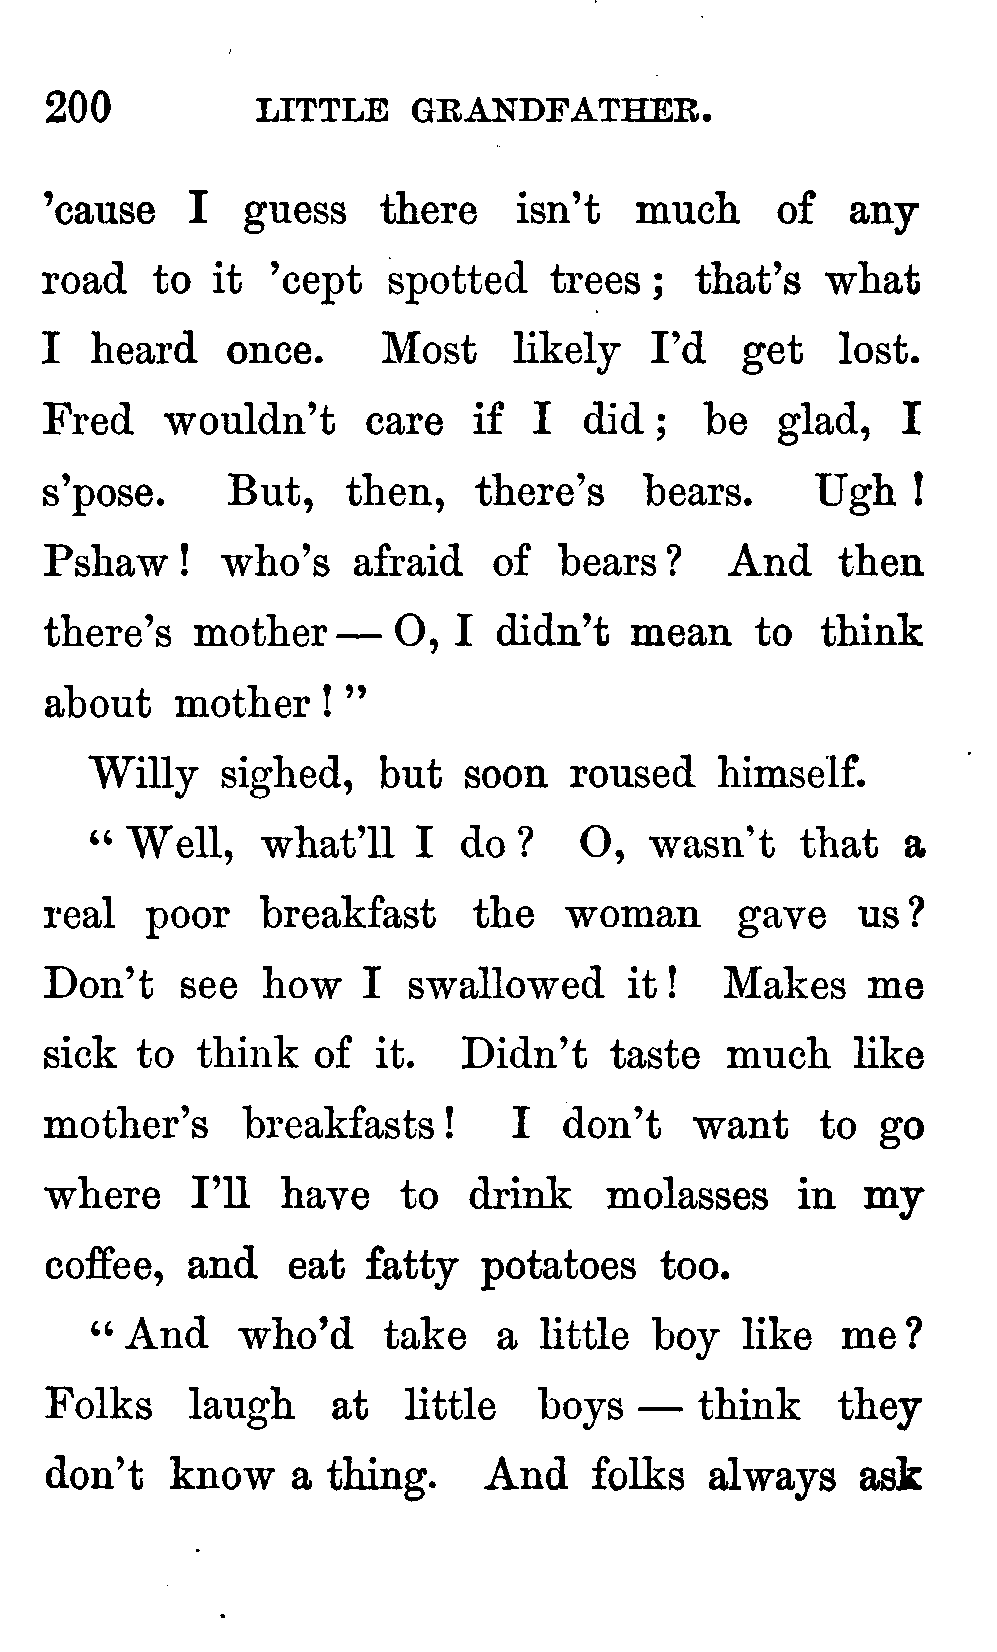 200 LITTLE GRANDFATHER.
’cause I guess there isn’t much of any
road to it ’cept spotted trees; that’s what
I heard once. Most likely I’d get lost.
Fred wouldn’t care if I did; be glad, I
s’pose. But, then, there’s bears. Ugh!
Pshaw! who’s afraid of bears? And then
there’s mother — O, I didn’t mean to think
about mother!”
Willy sighed, but soon roused himself.
“Well, what’ll I do? O, wasn’t that a
real poor breakfast the woman gave us?
Don’t see how I swallowed it! Makes me
sick to think of it. Didn’t taste much like
mother’s breakfasts! I don’t want to go
where I’ll have to drink molasses in my
coffee, and eat fatty potatoes too.
“And who’d take a little boy like me?
Folks laugh at little boys — think they
don’t know a thing. And folks always ask